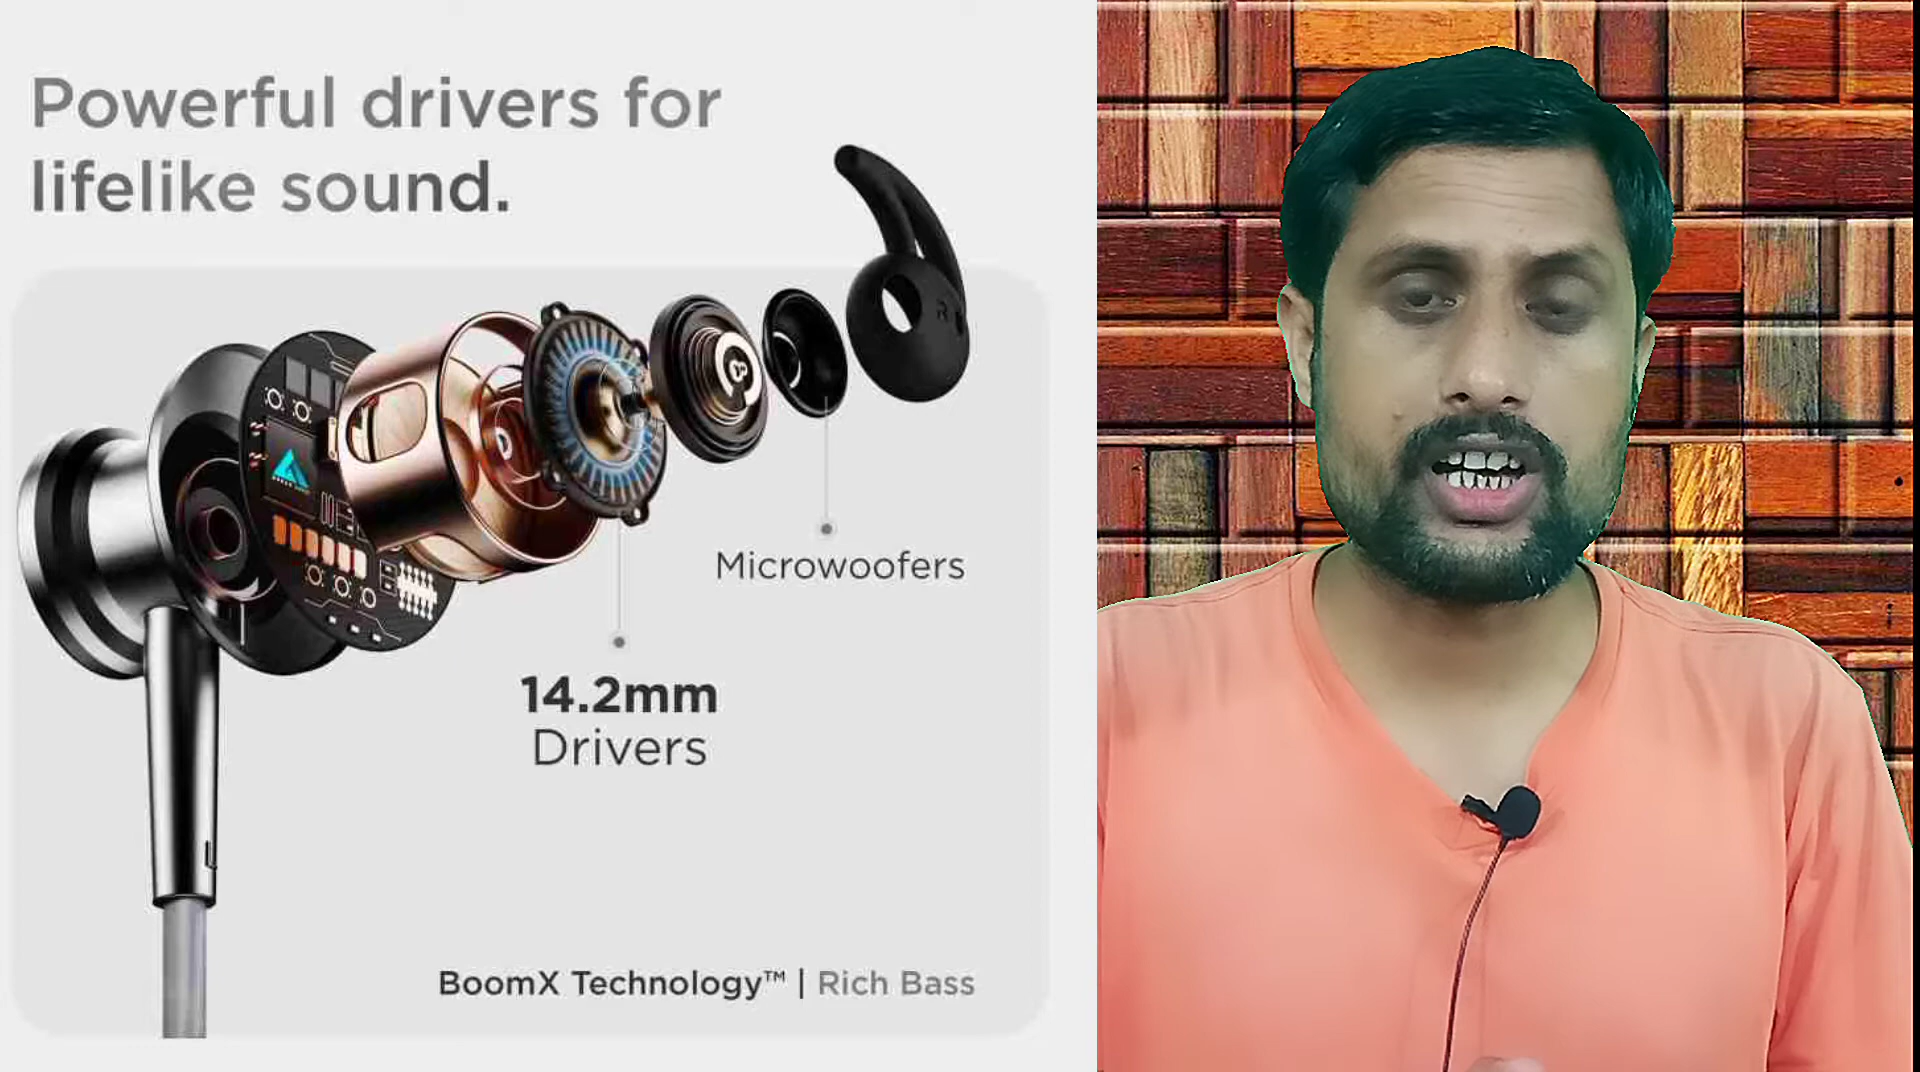 Powerful drivers for
lifelike sound.
R
Microwoofers
14.2mm
Drivers
BoomX Technology™ | Rich Bass